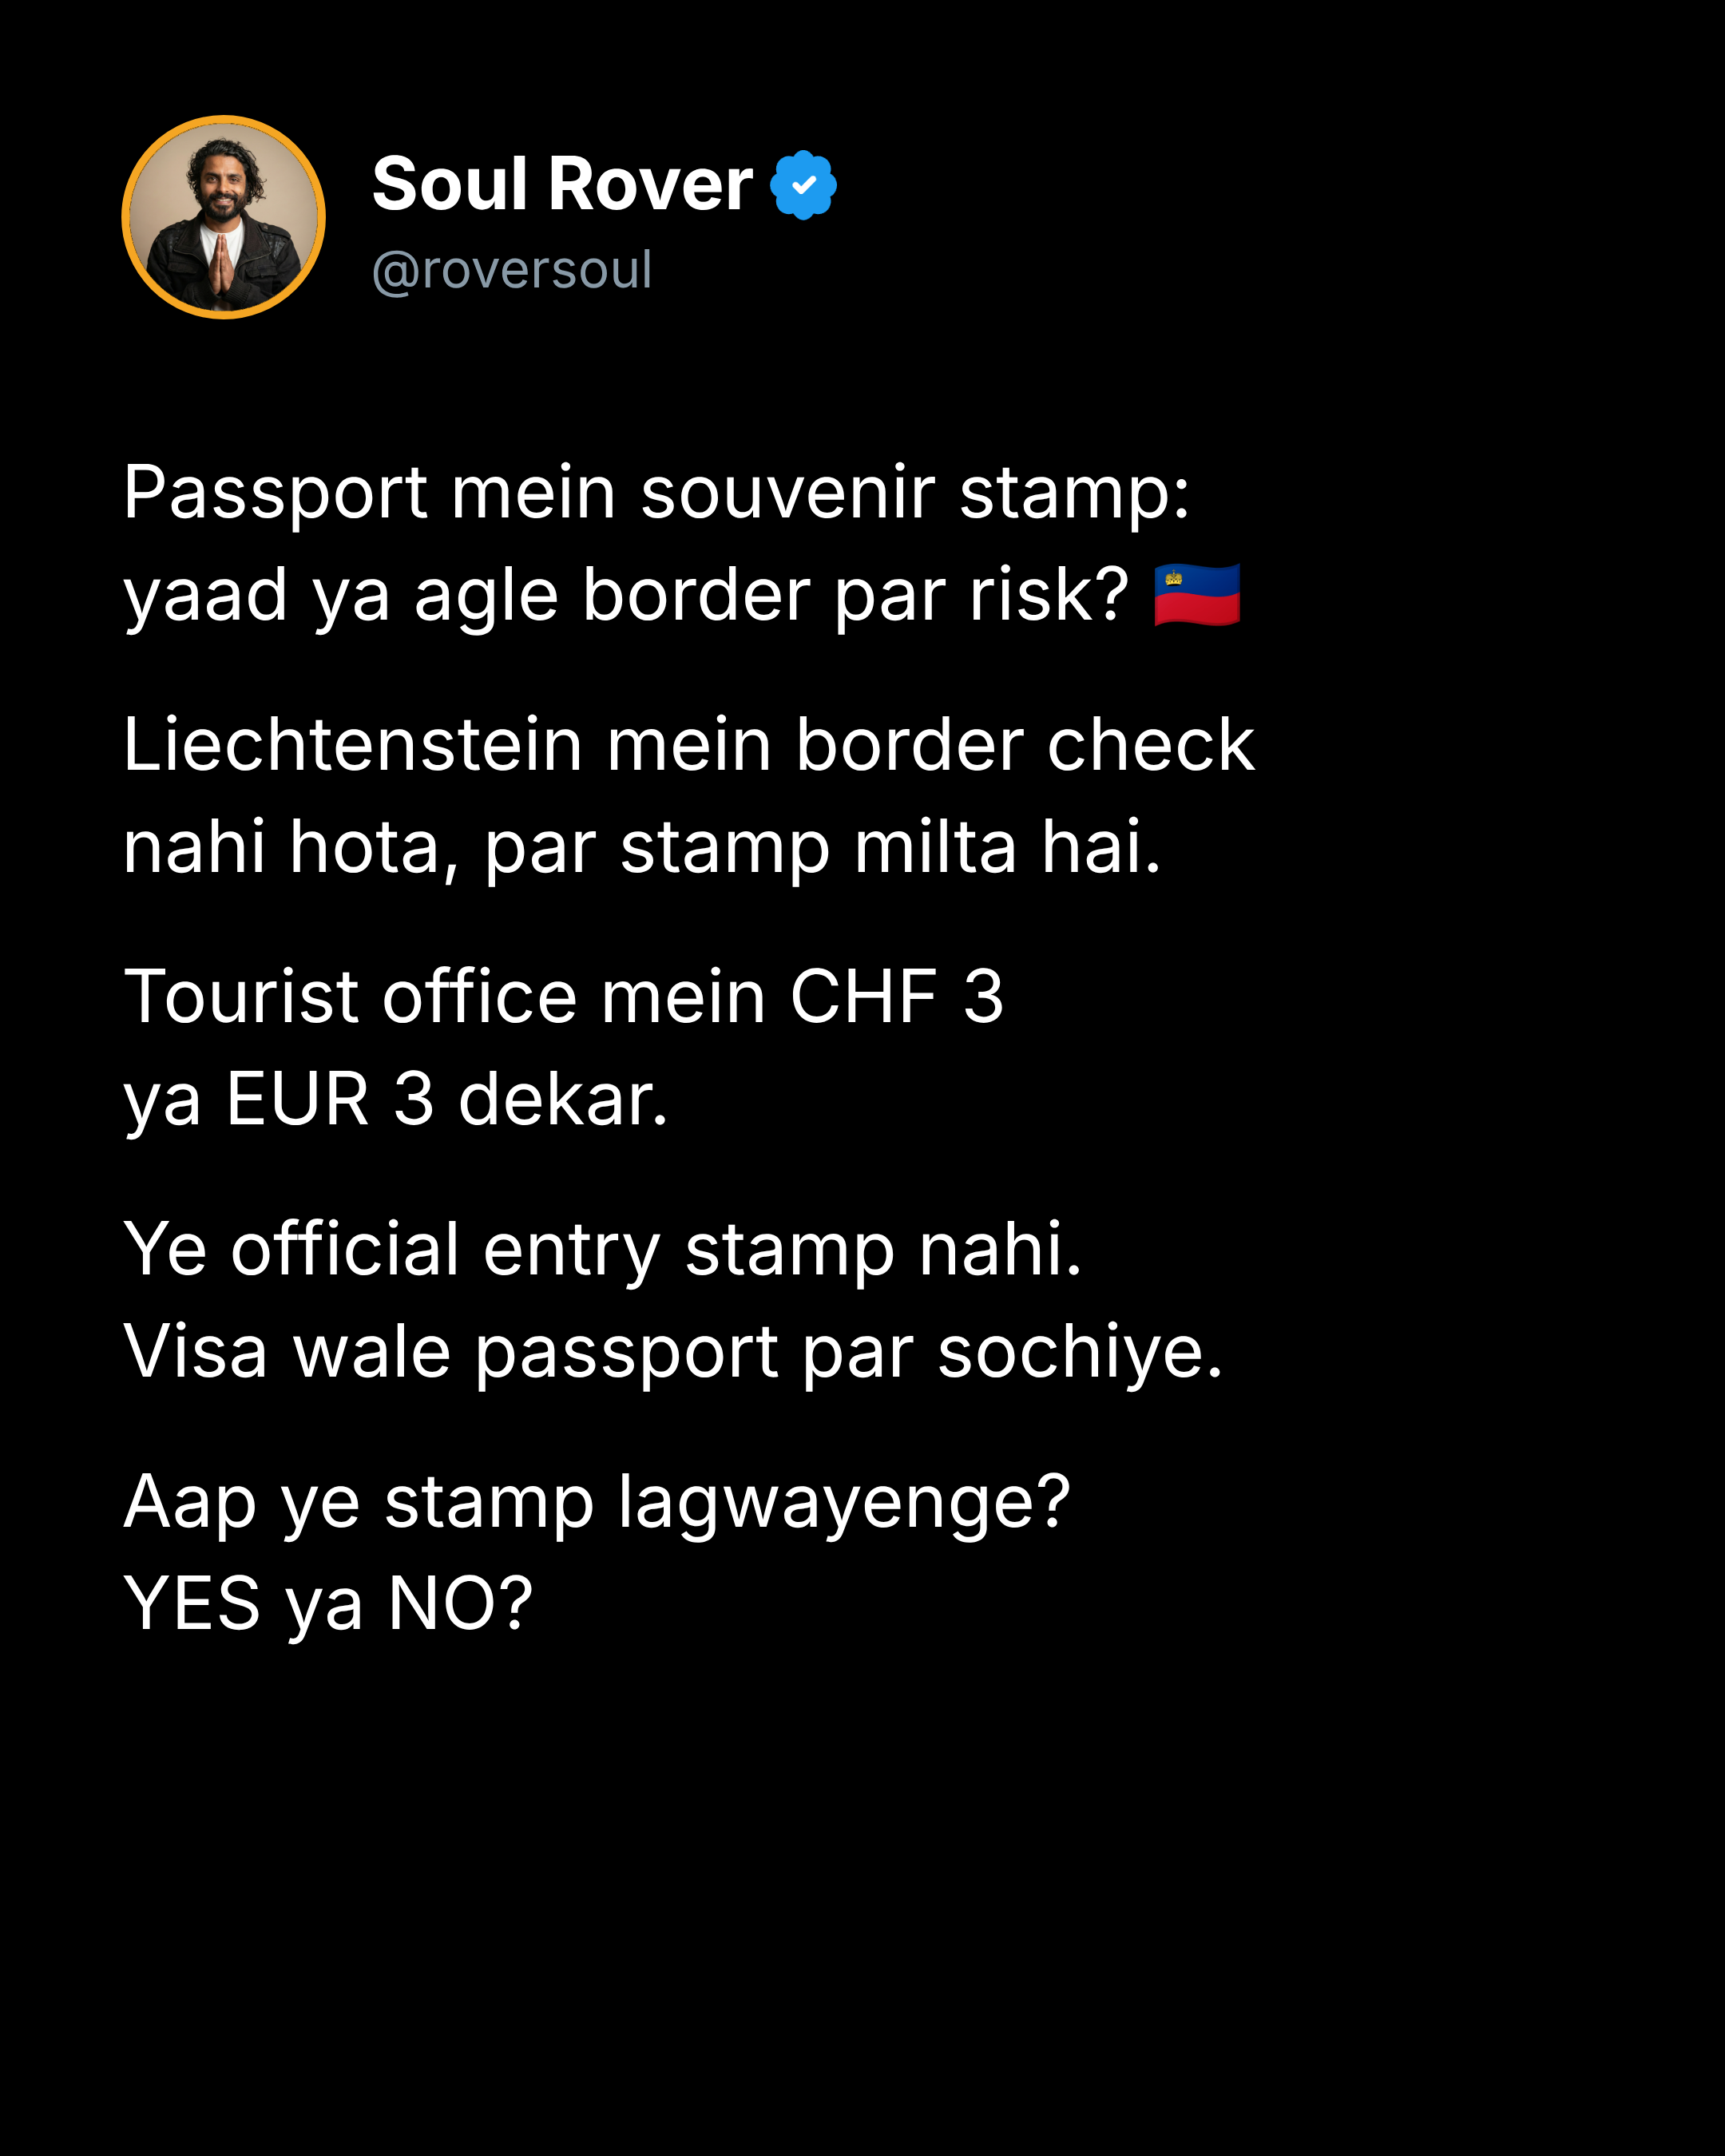 Soul Rover
@roversoul
Passport mein souvenir stamp:
yaad ya agle border par risk? 🇱🇮
Liechtenstein mein border check
nahi hota, par stamp milta hai.
Tourist office mein CHF 3
ya EUR 3 dekar.
Ye official entry stamp nahi.
Visa wale passport par sochiye.
Aap ye stamp lagwayenge?
YES ya NO?